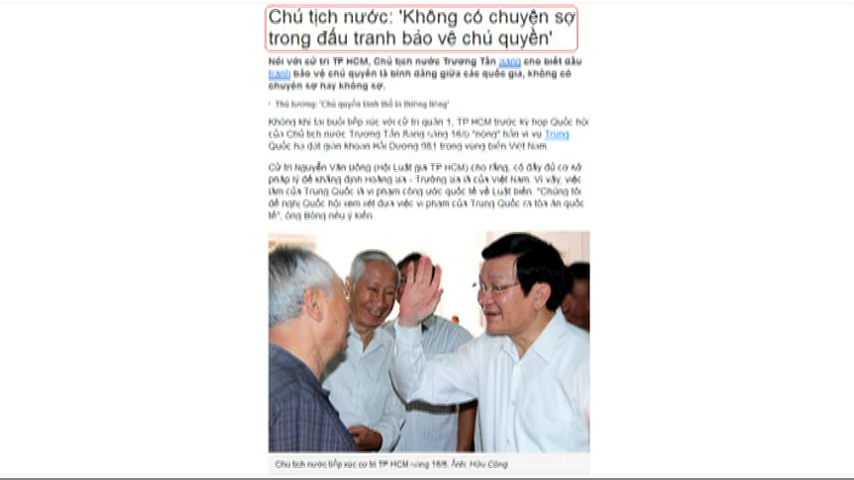 Chủ tịch nước: 'Không có chuyện sợ
trong đấu tranh bảo vệ chủ quyền'
Nói với cử tri TP HCM, Chủ tịch nước Trương Tấn Sang cho biết đấu
tranh bảo vệ chủ quyền là bình đẳng giữa các quốc gia, không có
chuyện sợ hay không sợ.
Thủ tướng: 'Chủ quyền lãnh thổ là thiêng liêng'
Không khí tại buổi tiếp xúc với cử tri quận 1, TP HCM trước kỳ họp Quốc hội
của Chủ tịch nước Trương Tấn Sang sáng 16/5 "nóng" hẳn vì vụ Trung
Quốc hạ đặt giàn khoan Hải Dương 981 trong vùng biển Việt Nam.
Cử tri Nguyễn Văn (Hội Luật gia TP HCM) cho rằng, có đầy đủ cơ sở
pháp lý để khẳng định Hoàng Sa - Trường Sa là của Việt Nam. Vì vậy, việc
làm của Trung Quốc là vi phạm công ước quốc tế về Luật biển. "Chúng tôi
đề nghị Quốc hội xem xét đưa việc vi phạm của Trung Quốc ra tòa án quốc
tế", ông nêu ý kiến.
Chủ tịch nước tiếp xúc cử tri TP HCM sáng 16/5. Ảnh: Hữu Công